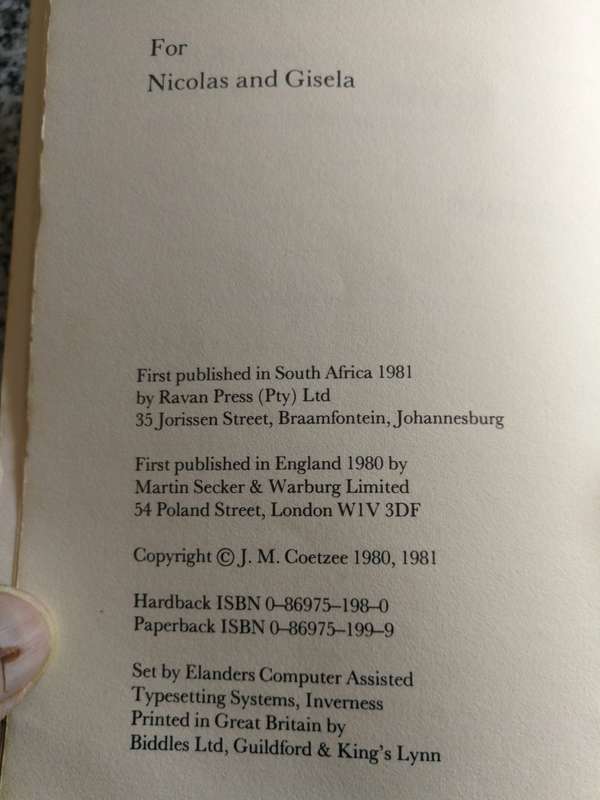 For
Nicolas and Gisela
First published in South Africa 1981
by Ravan Press (Pty) Ltd
35 Jorissen Street, Braamfontein, Johannesburg
First published in England 1980 by
Martin Secker & Warburg Limited
54 Poland Street, London W1V 3DF
Copyright © J. M. Coetzee 1980, 1981
Hardback ISBN 0–86975–198–0
Paperback ISBN 0–86975–199–9
Set by Elanders Computer Assisted
Typesetting Systems, Inverness
Printed in Great Britain by
Biddles Ltd, Guildford & King's Lynn